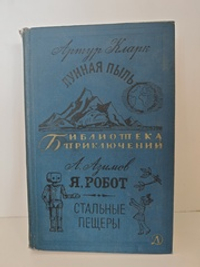 Артур Кларк
ЛУННАЯ ПЫЛЬ
БИБЛИОТЕКА
ПРИКЛЮЧЕНИЙ
А. Азимов
Я, РОБОТ
СТАЛЬНЫЕ
ПЕЩЕРЫ